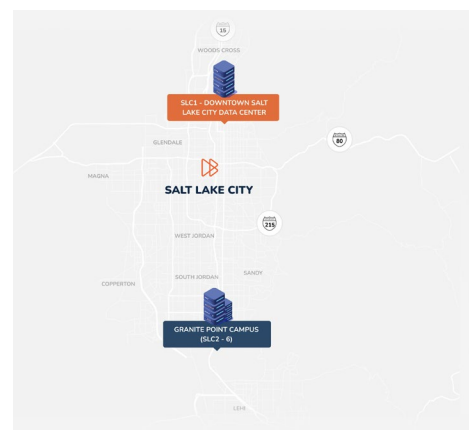 15
WOODS CROSS
SLC1 - DOWNTOWN SALT
LAKE CITY DATA CENTER
GLENDALE
80
MAGNA
SALT LAKE CITY
215
WEST JORDAN
SANDY
SOUTH JORDAN
COPPERTON
GRANITE POINT CAMPUS
(SLC2 - 6)
LEHI